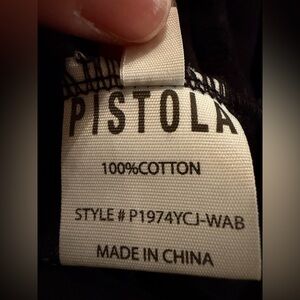 PISTOLA
100%COTTON
STYLE # P1974YCJ-WAB
MADE IN CHINA